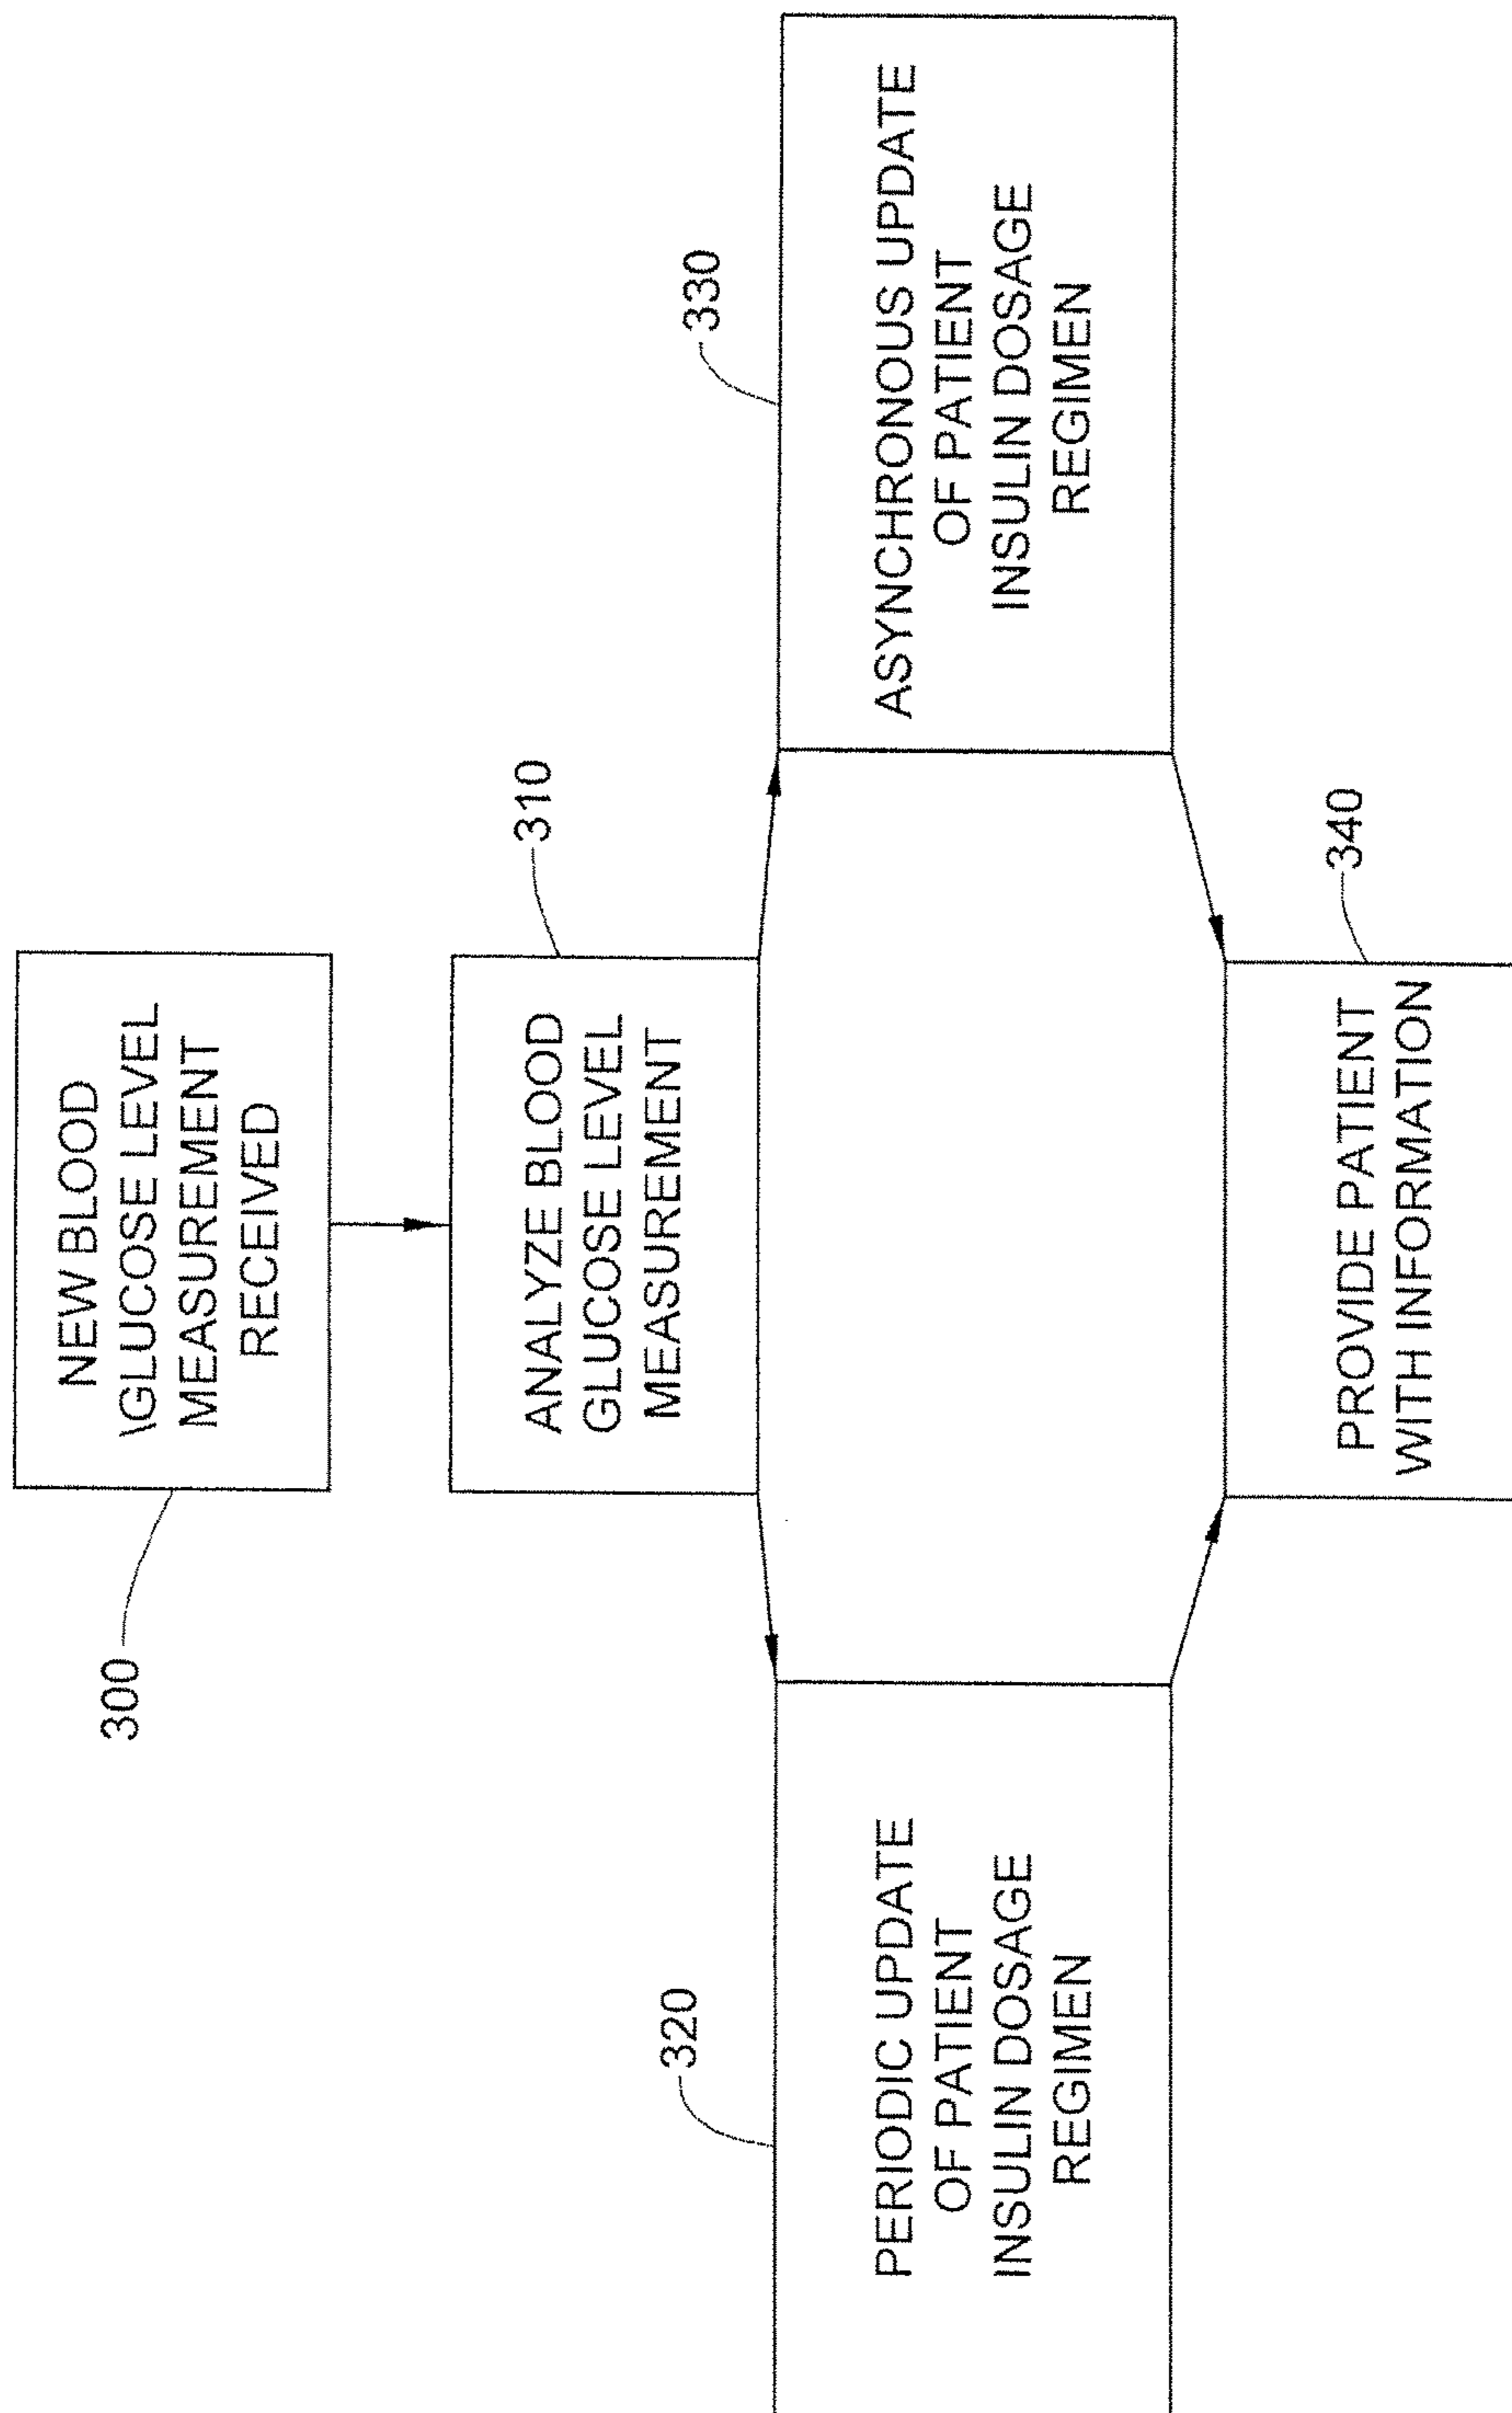 300
NEW BLOOD
\GLUCOSE LEVEL
MEASUREMENT
RECEIVED
310
ANALYZE BLOOD
GLUCOSE LEVEL
MEASUREMENT
320
PERIODIC UPDATE
OF PATIENT
INSULIN DOSAGE
REGIMEN
330
ASYNCHRONOUS UPDATE
OF PATIENT
INSULIN DOSAGE
REGIMEN
340
PROVIDE PATIENT
WITH INFORMATION